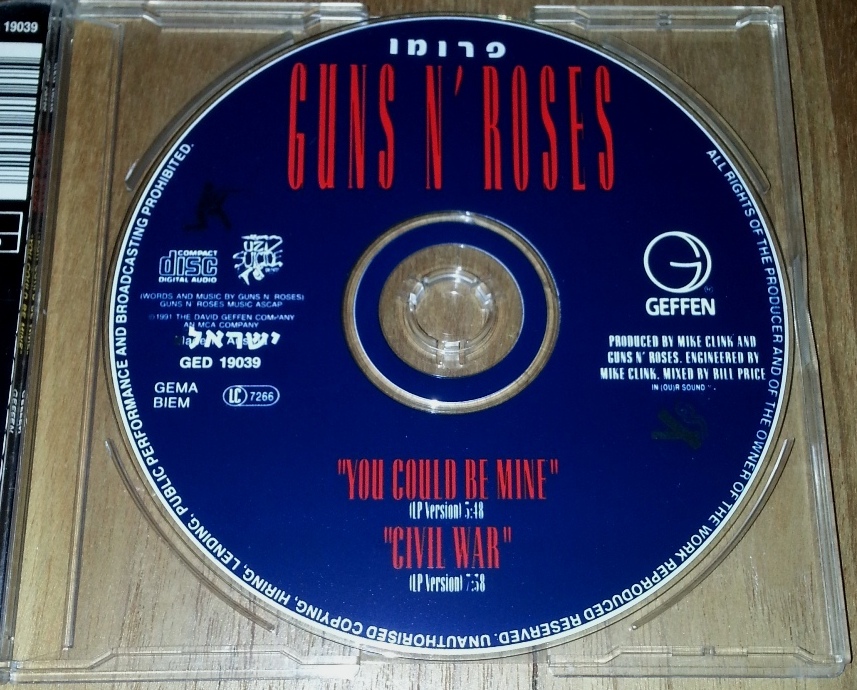 19039
פרומו
GUNS N' ROSES
COMPACT
disc
DIGITAL AUDIO
(WORDS AND MUSIC BY GUNS N' ROSES)
GUNS N' ROSES MUSIC ASCAP
©1991 THE DAVID GEFFEN COMPANY
AN MCA COMPANY
ישראל
GED 19039
GEMA
BIEM
LC 7266
G
GEFFEN
PRODUCED BY MIKE CLINK AND
GUNS N' ROSES. ENGINEERED BY
MIKE CLINK. MIXED BY BILL PRICE
IN (OU)R SOUND™.
"YOU COULD BE MINE"
(LP Version) 5:48
"CIVIL WAR"
(LP Version) 7:38
ALL RIGHTS OF THE PRODUCER AND OF THE OWNER OF THE WORK REPRODUCED RESERVED. UNAUTHORISED COPYING, HIRING, LENDING, PUBLIC PERFORMANCE AND BROADCASTING PROHIBITED.